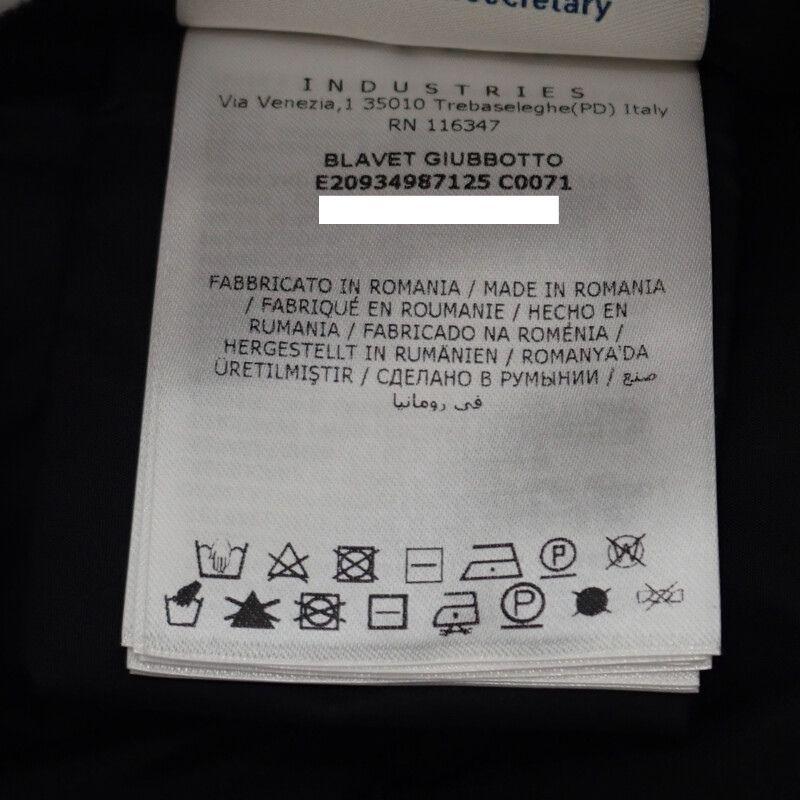 Secretary
INDUSTRIES
Via Venezia,1 35010 Trebaseleghe(PD) Italy
RN 116347
BLAVET GIUBBOTTO
E20934987125 C0071
FABBRICATO IN ROMANIA / MADE IN ROMANIA
/ FABRIQUÉ EN ROUMANIE / HECHO EN
RUMANIA / FABRICADO NA ROMÉNIA /
HERGESTELLT IN RUMÄNIEN / ROMANYA'DA
ÜRETILMIŞTIR / СДЕЛАНО В РУМЫНИИ / صنع
في رومانيا
P W
P